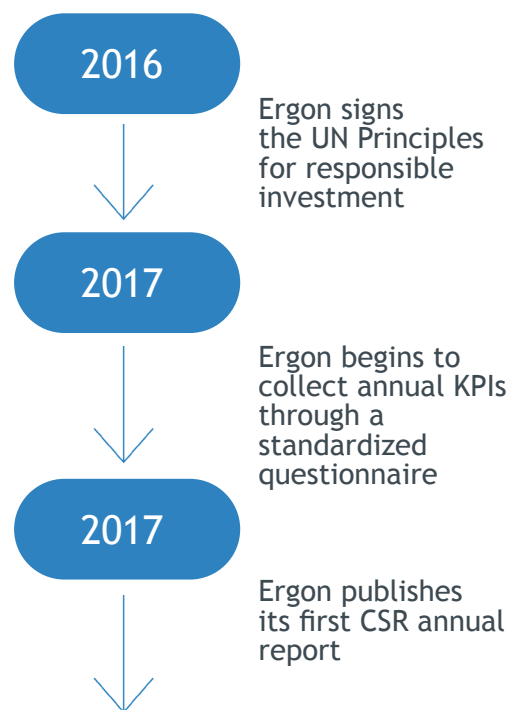 2016
Ergon signs
the UN Principles
for responsible
investment
2017
Ergon begins to
collect annual KPIs
through a
standardized
questionnaire
2017
Ergon publishes
its first CSR annual
report